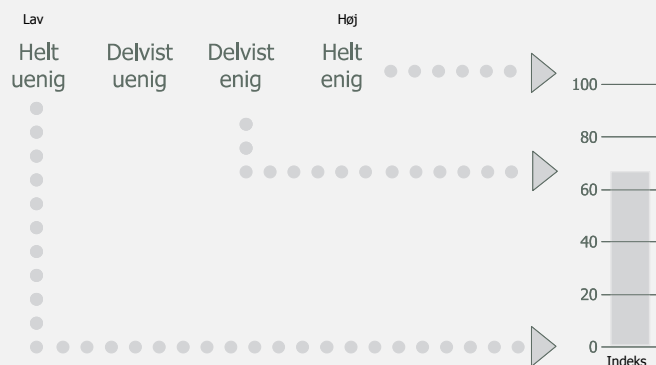 Lav Høj
Helt Delvist Delvist Helt
uenig uenig enig enig
100
80
60
40
20
0
Indeks